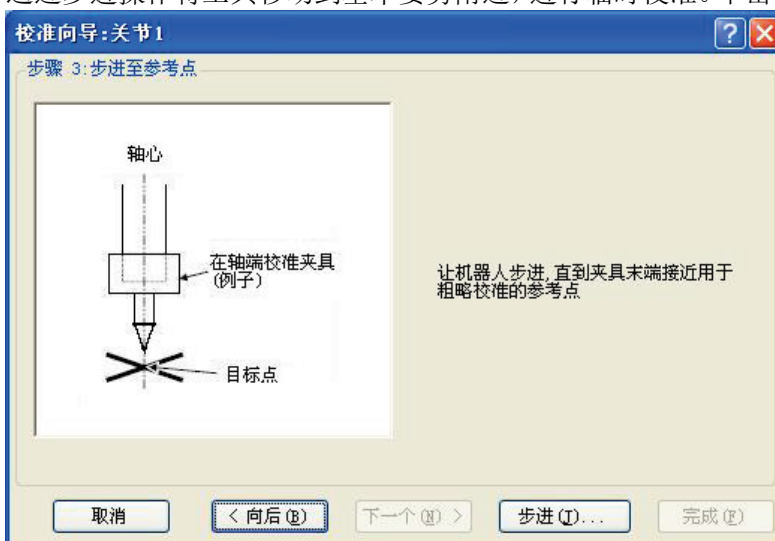 校准向导:关节1
步骤 3:步进至参考点
轴心
在轴端校准夹具
(例子)
目标点
让机器人步进,直到夹具末端接近用于
粗略校准的参考点
取消
< 向后(B)
下一个(N) >
步进(J)...
完成(F)